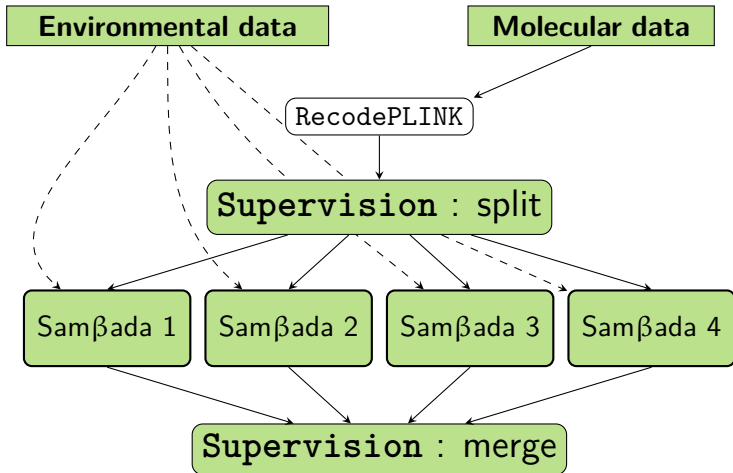 Environmental data
Molecular data
RecodePLINK
Supervision : split
Samβada 1
Samβada 2
Samβada 3
Samβada 4
Supervision : merge